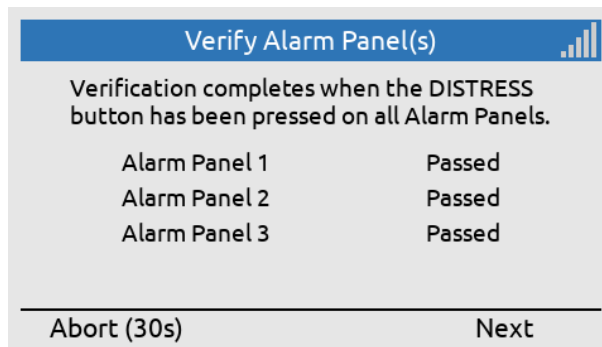 Verify Alarm Panel(s)
Verification completes when the DISTRESS
button has been pressed on all Alarm Panels.
Alarm Panel 1 Passed
Alarm Panel 2 Passed
Alarm Panel 3 Passed
Abort (30s) Next